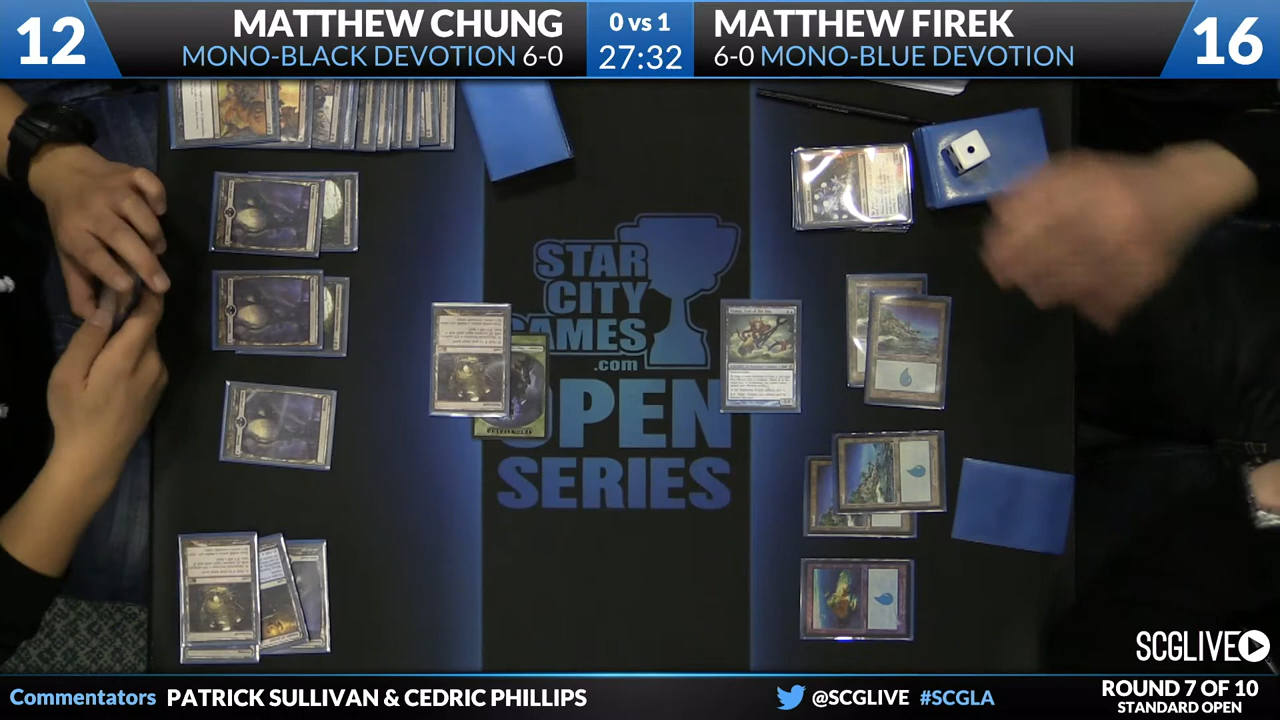 12
MATTHEW CHUNG
MONO-BLACK DEVOTION 6-0
0 vs 1
27:32
MATTHEW FIREK
6-0 MONO-BLUE DEVOTION
16
STAR
CITY
GAMES
.com
OPEN
SERIES
SCGLIVE
Commentators PATRICK SULLIVAN & CEDRIC PHILLIPS
@SCGLIVE #SCGLA
ROUND 7 OF 10
STANDARD OPEN